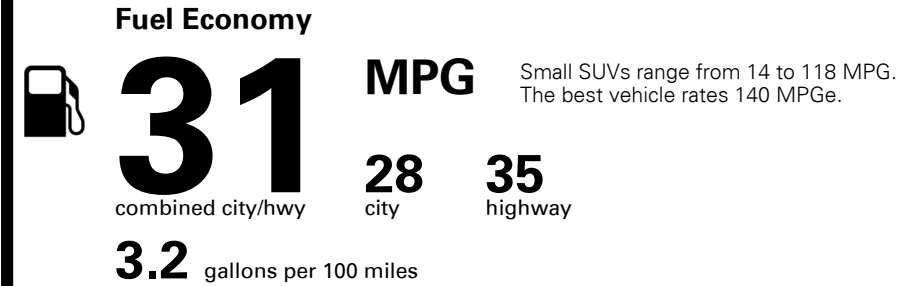 Fuel Economy
31 MPG
Small SUVs range from 14 to 118 MPG.
The best vehicle rates 140 MPGe.
28 35
combined city/hwy city highway
3.2 gallons per 100 miles